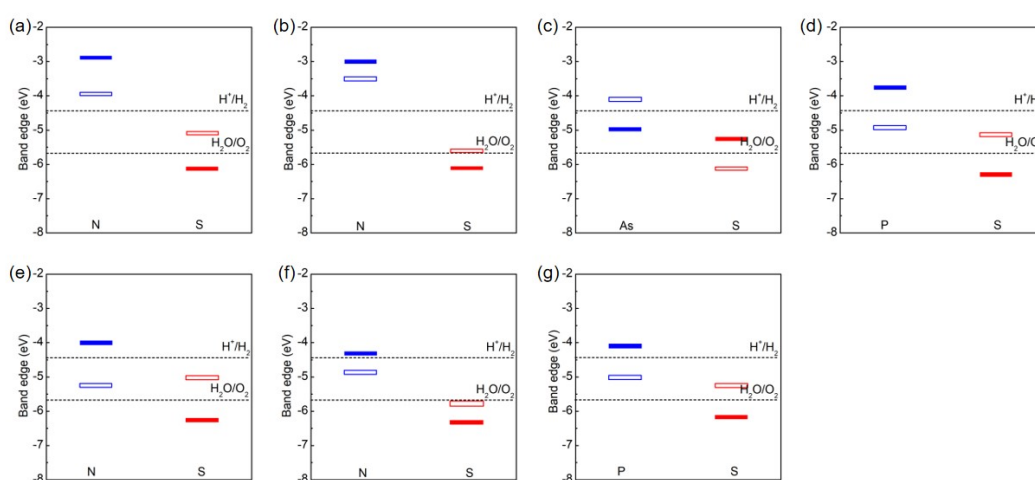 (a)
-2
-3
-4
-5
-6
-7
-8
Band edge (eV)
H⁺/H₂
H₂O/O₂
N S
(b)
-2
-3
-4
-5
-6
-7
-8
Band edge (eV)
H⁺/H₂
H₂O/O₂
N S
(c)
-2
-3
-4
-5
-6
-7
-8
Band edge (eV)
H⁺/H₂
H₂O/O₂
As S
(d)
-2
-3
-4
-5
-6
-7
-8
Band edge (eV)
H⁺/H
H₂O/O
P S
(e)
-2
-3
-4
-5
-6
-7
-8
Band edge (eV)
H⁺/H₂
H₂O/O₂
N S
(f)
-2
-3
-4
-5
-6
-7
-8
Band edge (eV)
H⁺/H₂
H₂O/O₂
N S
(g)
-2
-3
-4
-5
-6
-7
-8
Band edge (eV)
H⁺/H₂
H₂O/O₂
P S